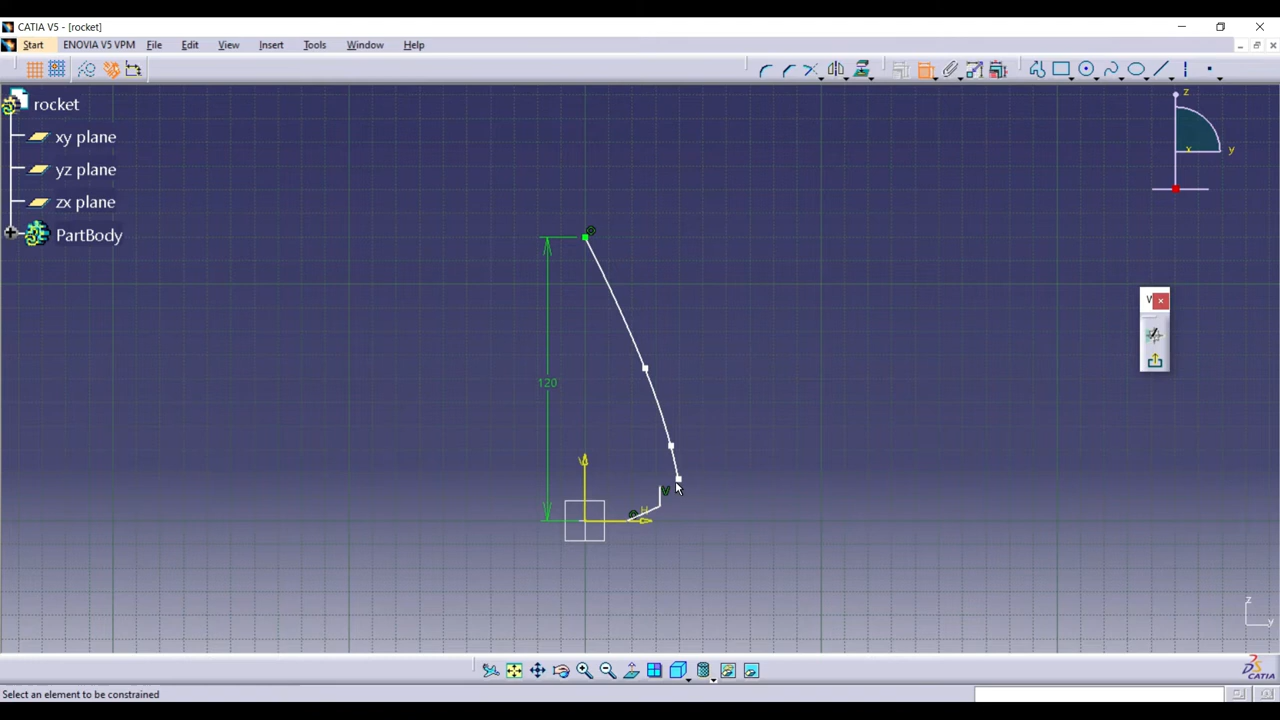 CATIA V5 - [rocket]
Start ENOVIA V5 VPM File Edit View Insert Tools Window Help
rocket
xy plane
yz plane
zx plane
PartBody
z
x
y
120
V
H
z
y
CATIA
Select an element to be constrained